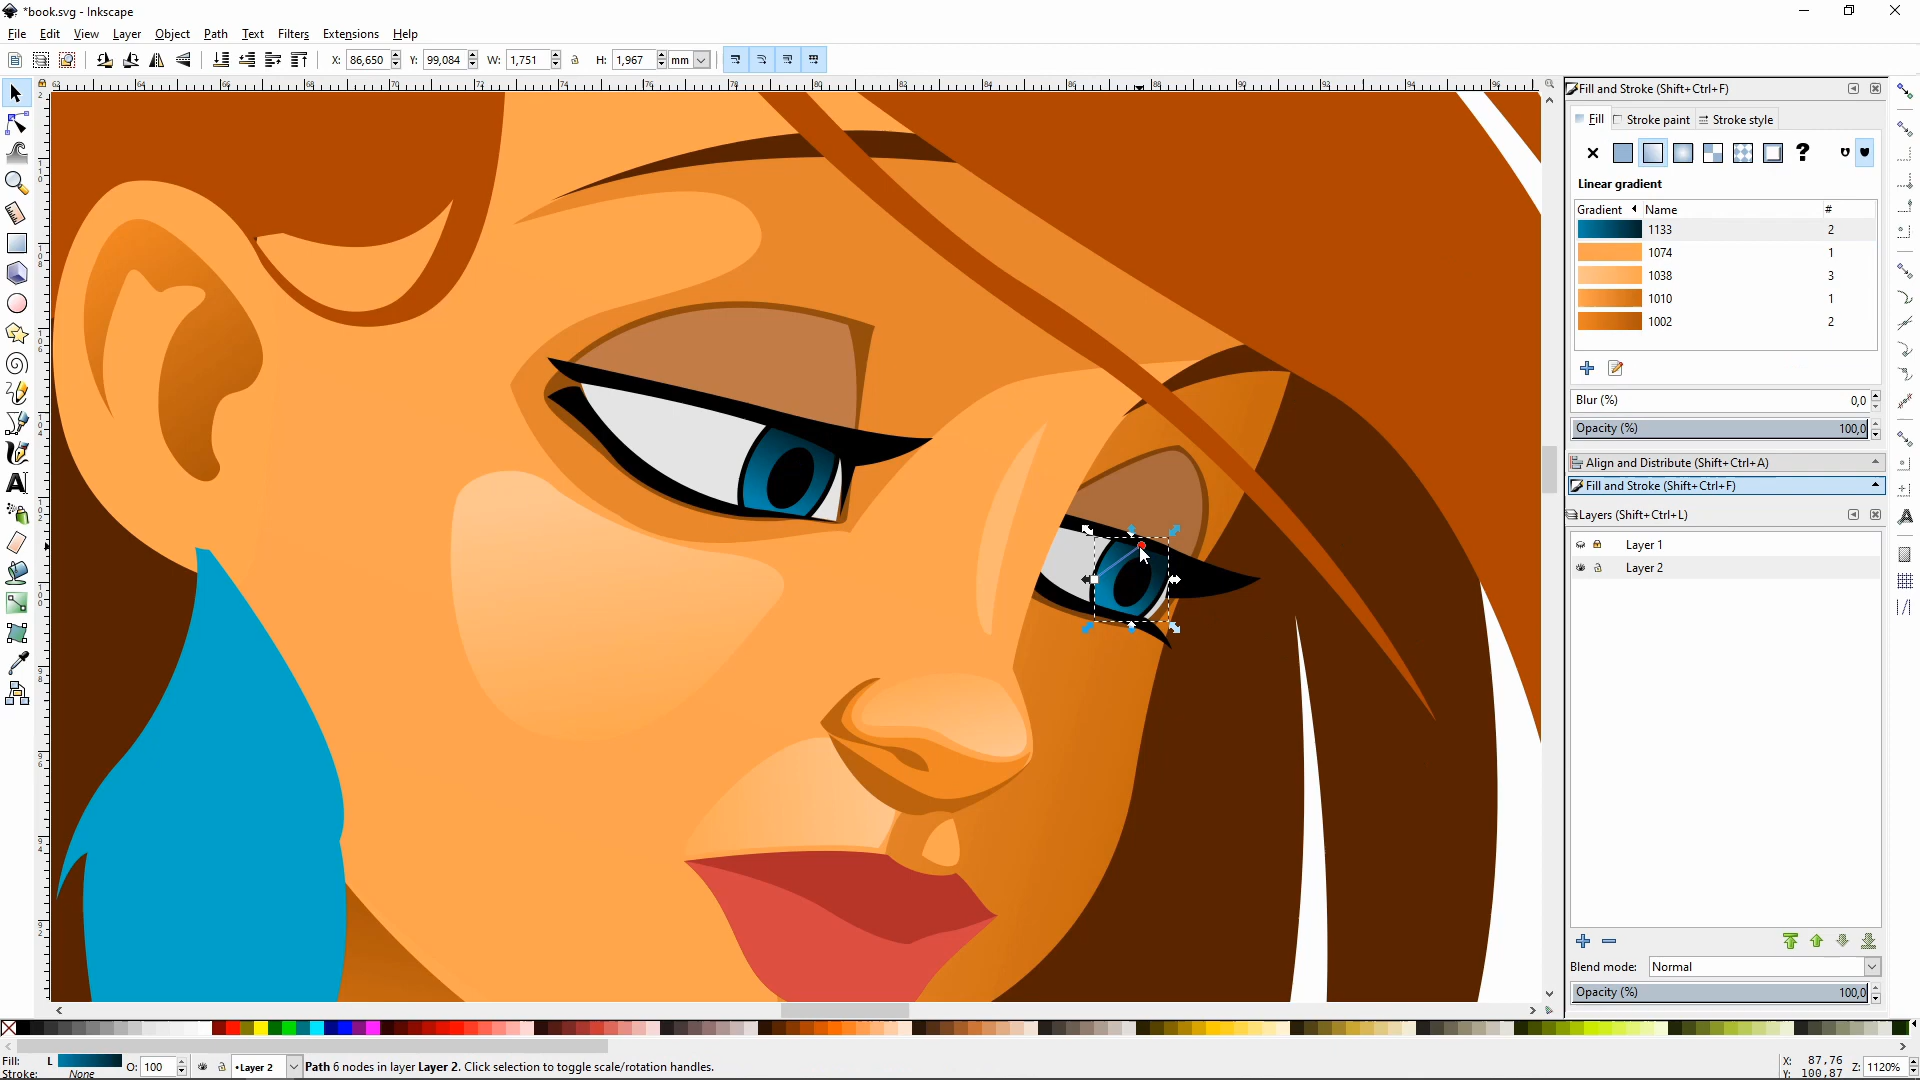 *book.svg - Inkscape
File Edit View Layer Object Path Text Filters Extensions Help
X: 86,650 Y: 99,084 W: 1,751 H: 1,967 mm
Fill and Stroke (Shift+Ctrl+F)
Fill Stroke paint Stroke style
?
Linear gradient
Gradient Name #
1133 2
1074 1
1038 3
1010 1
1002 2
Blur (%) 0,0
Opacity (%) 100,0
Align and Distribute (Shift+Ctrl+A)
Fill and Stroke (Shift+Ctrl+F)
Layers (Shift+Ctrl+L)
Layer 1
Layer 2
Blend mode: Normal
Opacity (%) 100,0
Fill: L O: 100 •Layer 2 Path 6 nodes in layer Layer 2. Click selection to toggle scale/rotation handles. X: 87,76 Z: 1120%
Stroke: None Y: 100,87